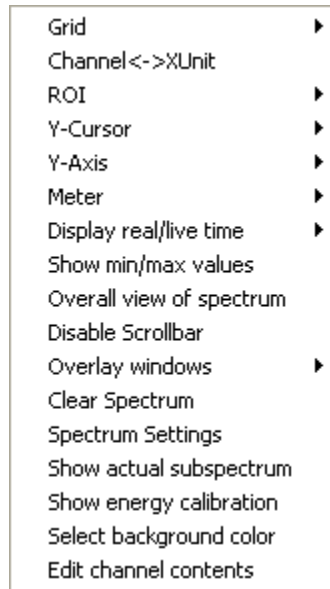 Grid
Channel<->XUnit
ROI
Y-Cursor
Y-Axis
Meter
Display real/live time
Show min/max values
Overall view of spectrum
Disable Scrollbar
Overlay windows
Clear Spectrum
Spectrum Settings
Show actual subspectrum
Show energy calibration
Select background color
Edit channel contents